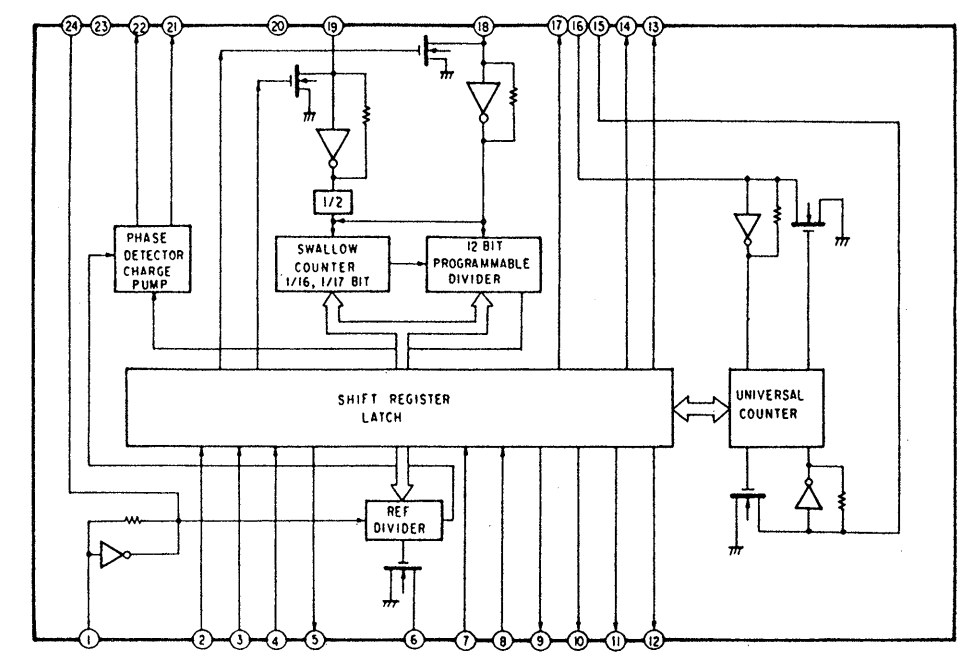 24 23 22 21 20 19 18 17 16 15 14 13
1/2
PHASE
DETECTOR
CHARGE
PUMP
SWALLOW
COUNTER
1/16, 1/17 BIT
12 BIT
PROGRAMMABLE
DIVIDER
SHIFT REGISTER
LATCH
UNIVERSAL
COUNTER
REF
DIVIDER
1 2 3 4 5 6 7 8 9 10 11 12